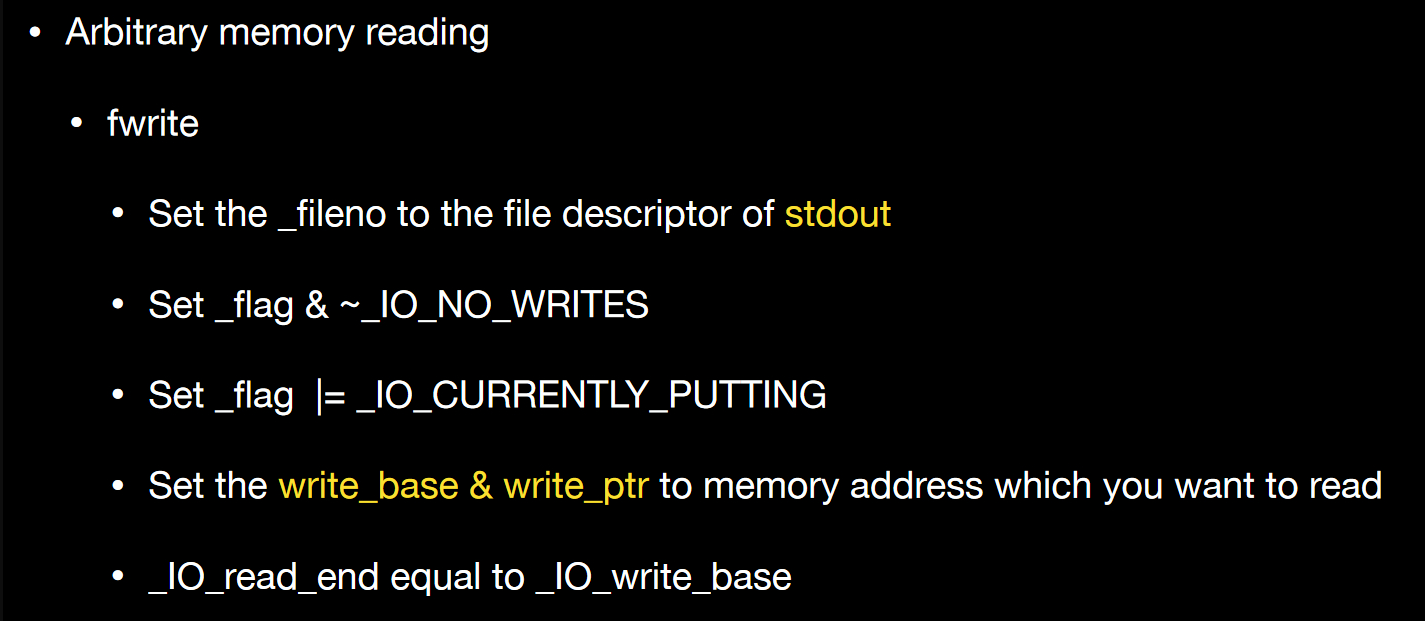 • Arbitrary memory reading
• fwrite
• Set the _fileno to the file descriptor of stdout
• Set _flag & ~_IO_NO_WRITES
• Set _flag |= _IO_CURRENTLY_PUTTING
• Set the write_base & write_ptr to memory address which you want to read
• _IO_read_end equal to _IO_write_base